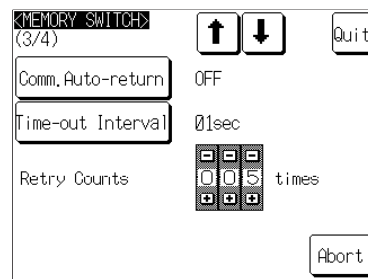 <MEMORY SWITCH>
(3/4)
Quit
Comm.Auto-return OFF
Time-out Interval 01sec
Retry Counts 005 times
Abort